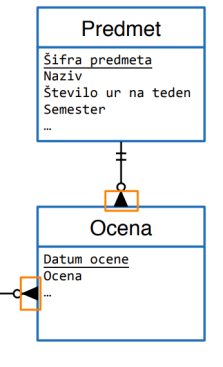 Predmet
Šifra predmeta
Naziv
Število ur na teden
Semester
…
Ocena
Datum ocene
Ocena
…